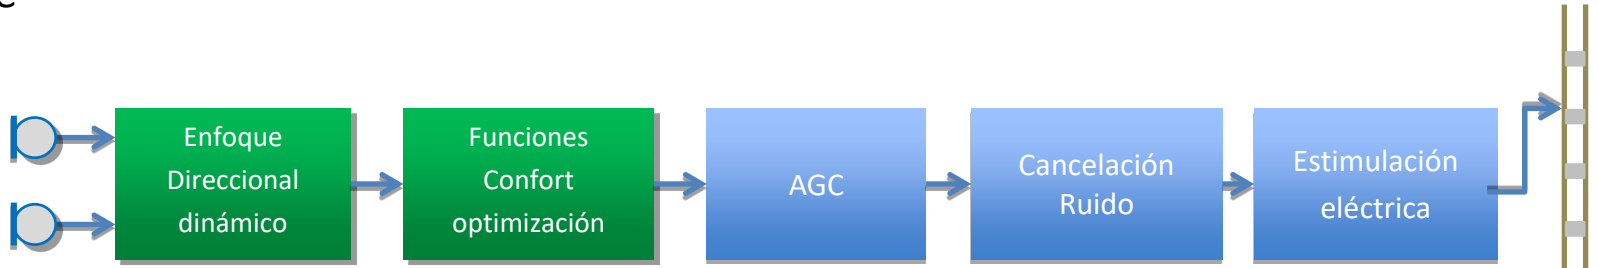 Enfoque
Direccional
dinámico
Funciones
Confort
optimización
AGC
Cancelación
Ruido
Estimulación
eléctrica